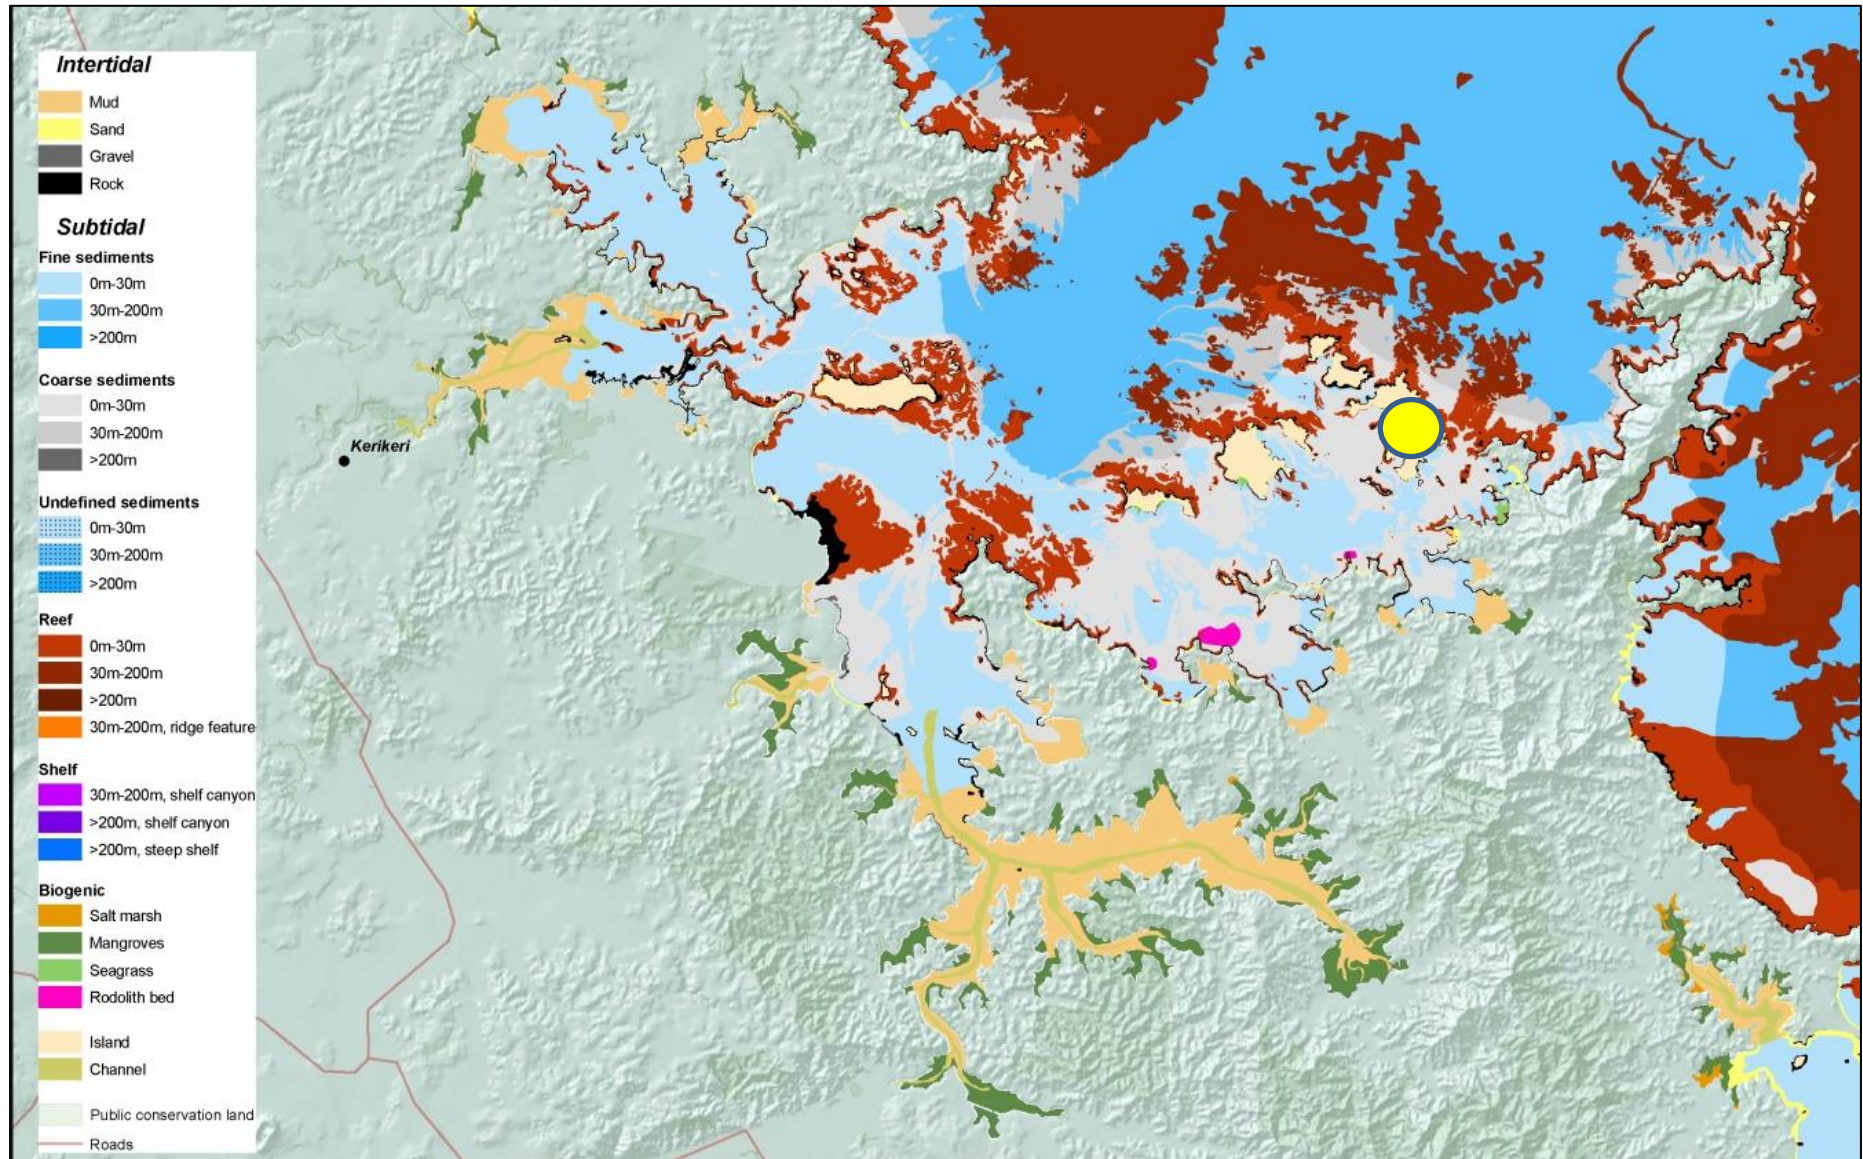 Intertidal
Mud
Sand
Gravel
Rock
Subtidal
Fine sediments
0m-30m
30m-200m
>200m
Coarse sediments
0m-30m
30m-200m
>200m
Undefined sediments
0m-30m
30m-200m
>200m
Reef
0m-30m
30m-200m
>200m
30m-200m, ridge feature
Shelf
30m-200m, shelf canyon
>200m, shelf canyon
>200m, steep shelf
Biogenic
Salt marsh
Mangroves
Seagrass
Rodolith bed
Island
Channel
Public conservation land
Roads
Kerikeri